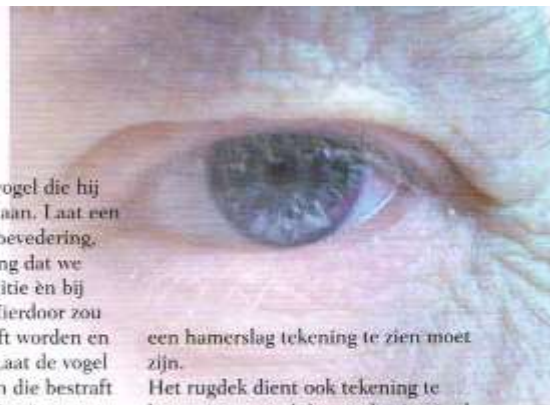 vogel die hij
aan. Laat een
bevedering,
ng dat we
itie èn bij
Hierdoor zou
ft worden en
Laat de vogel
n die bestraft
een hamerslag tekening te zien moet
zijn.
Het rugdek dient ook tekening te